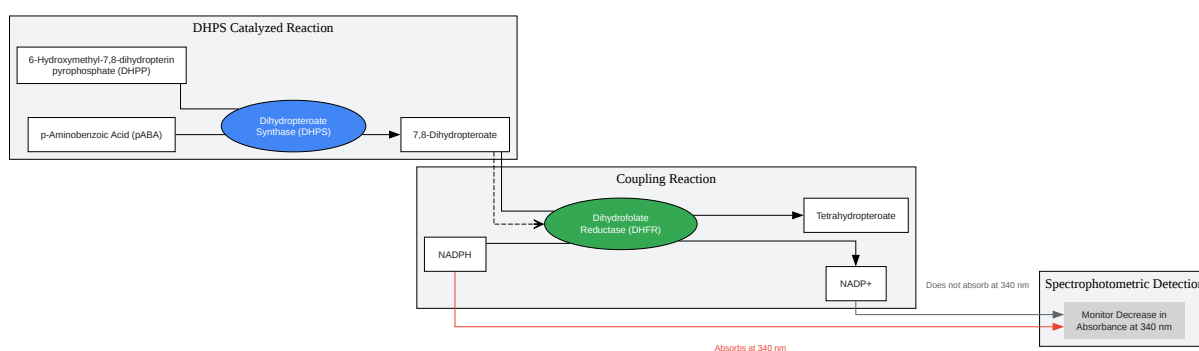 DHPS Catalyzed Reaction
6-Hydroxymethyl-7,8-dihydropterin
pyrophosphate (DHPP)
p-Aminobenzoic Acid (pABA)
Dihydropteroate
Synthase (DHPS)
7,8-Dihydropteroate
Coupling Reaction
Dihydrofolate
Reductase (DHFR)
Tetrahydropteroate
NADPH
NADP+
Does not absorb at 340 nm
Absorbs at 340 nm
Spectrophotometric Detection
Monitor Decrease in
Absorbance at 340 nm